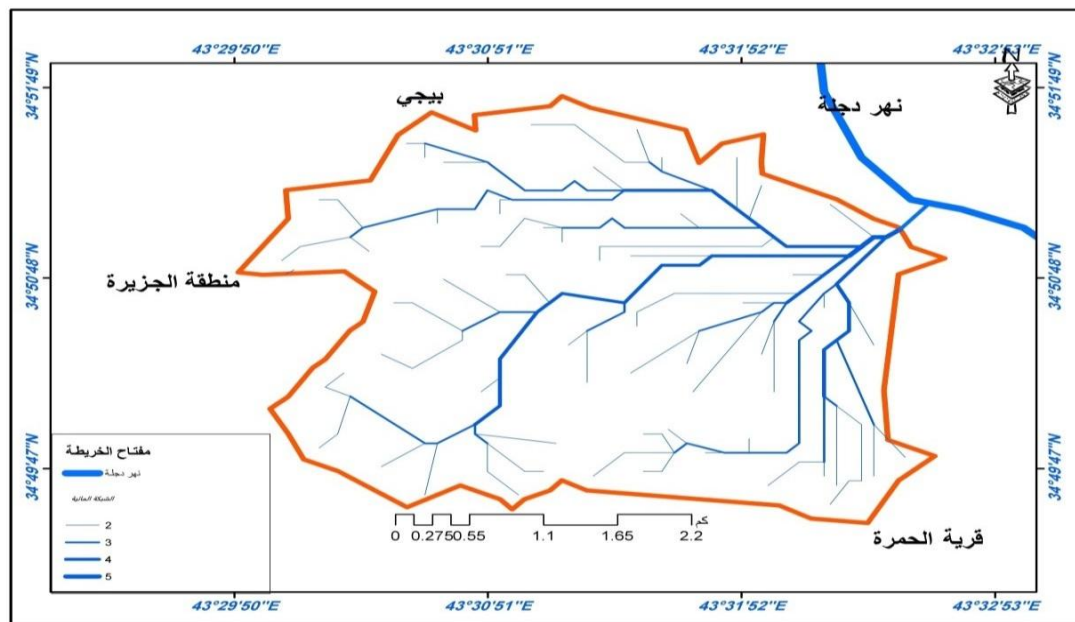 43°29'50"E 43°30'51"E 43°31'52"E 43°32'53"E
34°51'49"N
34°51'49"N
N
بيجي
نهر دجلة
34°50'48"N
34°50'48"N
منطقة الجزيرة
مفتاح الخريطة
نهر دجلة
الشبكة المائية
2
3
4
5
34°49'47"N
34°49'47"N
كم
0 0.275 0.55 1.1 1.65 2.2
قرية الحمرة
43°29'50"E 43°30'51"E 43°31'52"E 43°32'53"E